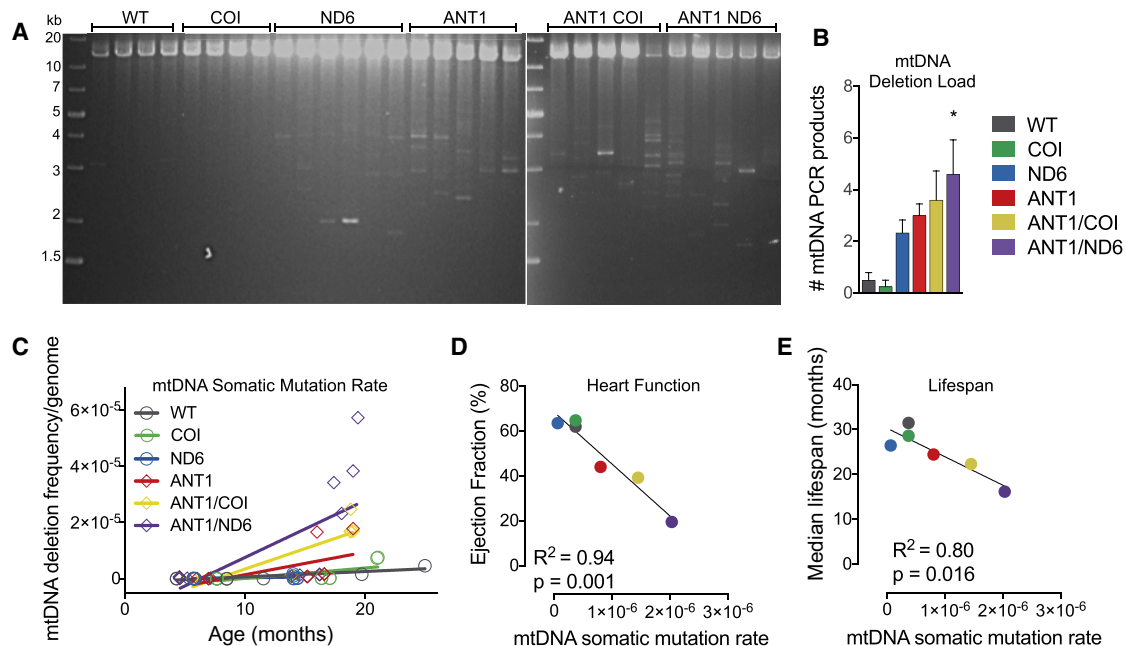 A
kb
WT COI ND6 ANT1 ANT1 COI ANT1 ND6
20
10
7
5
4
3
2
1.5
B
mtDNA
Deletion Load
# mtDNA PCR products
8
6
4
2
0
*
WT
COI
ND6
ANT1
ANT1/COI
ANT1/ND6
C
mtDNA Somatic Mutation Rate
mtDNA deletion frequency/genome
6×10⁻⁵
4×10⁻⁵
2×10⁻⁵
0
WT
COI
ND6
ANT1
ANT1/COI
ANT1/ND6
0 10 20
Age (months)
D
Heart Function
Ejection Fraction (%)
80
60
40
20
0
R² = 0.94
p = 0.001
0 1×10⁻⁶ 2×10⁻⁶ 3×10⁻⁶
mtDNA somatic mutation rate
E
Lifespan
Median lifespan (months)
40
30
20
10
0
R² = 0.80
p = 0.016
0 1×10⁻⁶ 2×10⁻⁶ 3×10⁻⁶
mtDNA somatic mutation rate